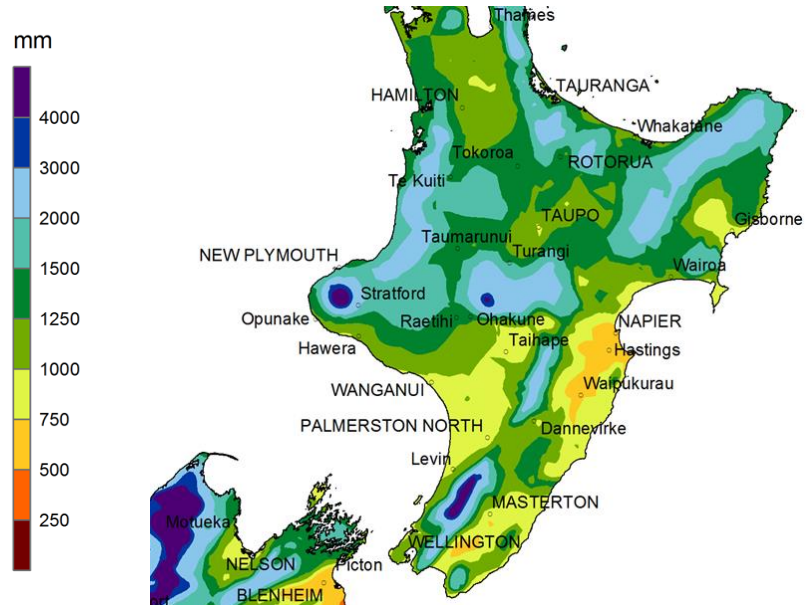 mm
4000
3000
2000
1500
1250
1000
750
500
250
Thames
HAMILTON
TAURANGA
Whakatane
Tokoroa
ROTORUA
Te Kuiti
TAUPO
Gisborne
Taumarunui
Turangi
NEW PLYMOUTH
Wairoa
Stratford
Opunake
Raetihi
Ohakune
NAPIER
Hawera
Taihape
Hastings
WANGANUI
Waipukurau
PALMERSTON NORTH
Dannevirke
Levin
MASTERTON
Motueka
WELLINGTON
NELSON
Picton
BLENHEIM